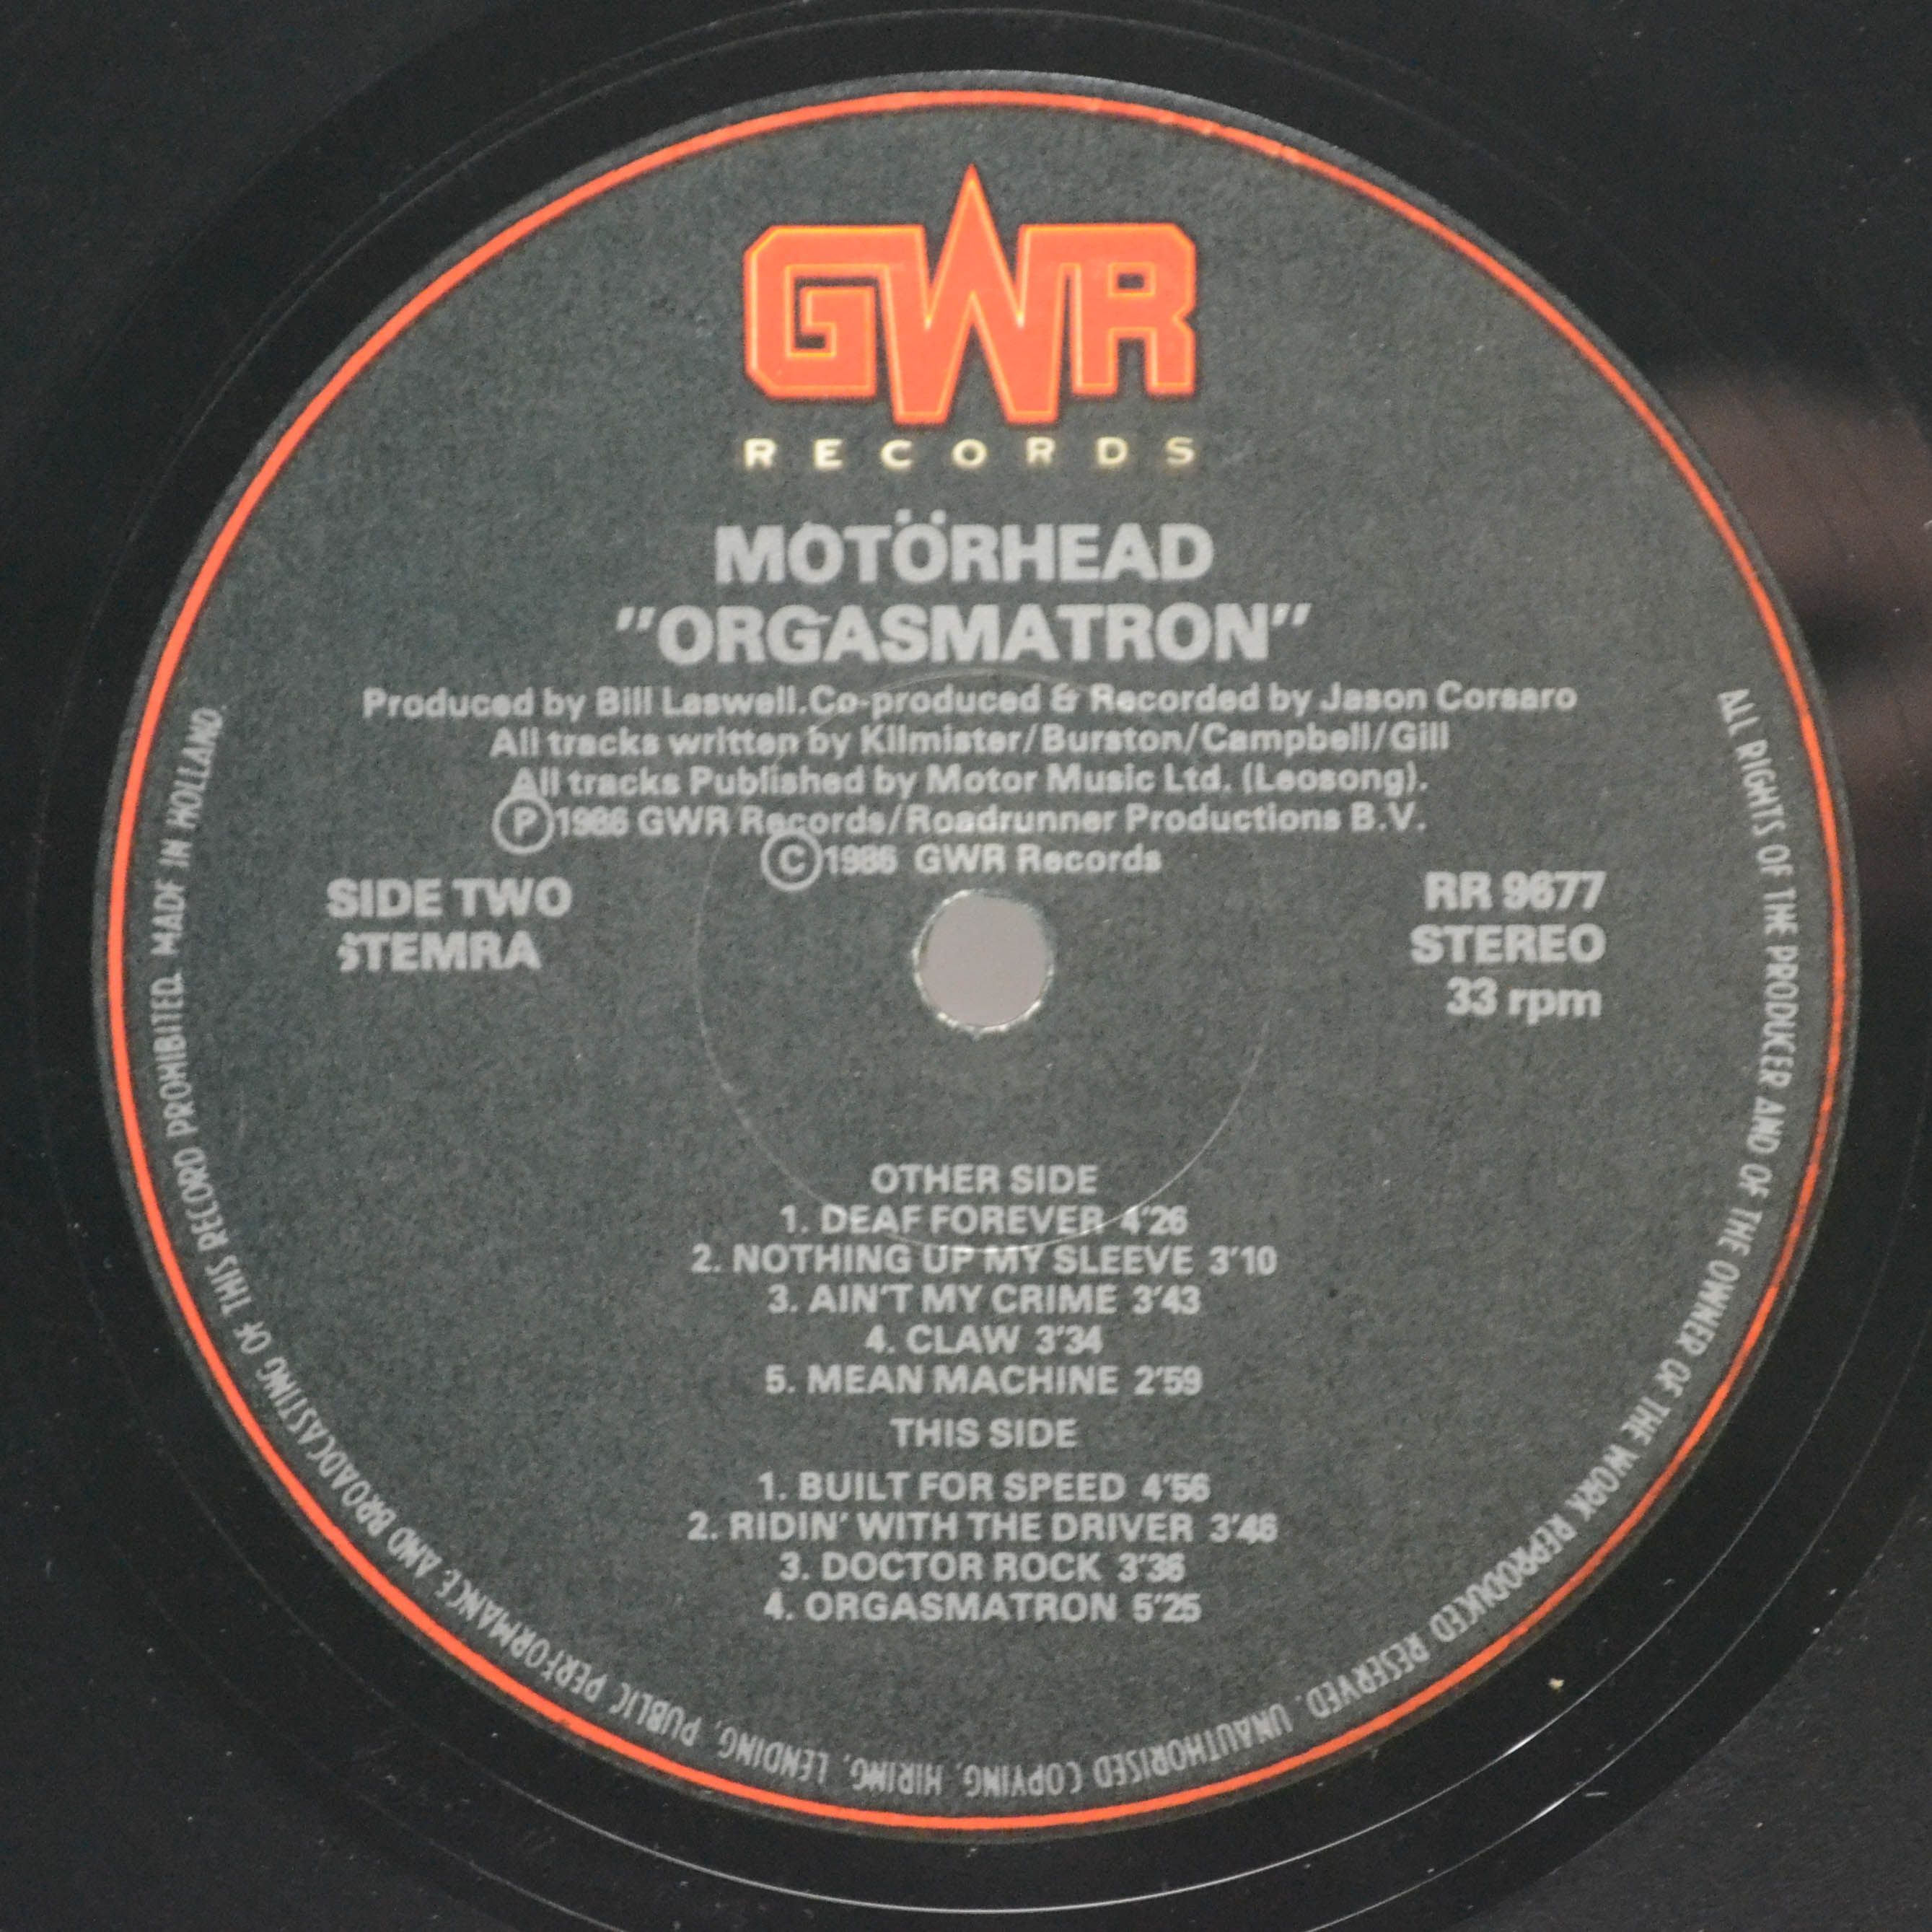 GWR
RECORDS
MOTÖRHEAD
"ORGASMATRON"
Produced by Bill Laswell. Co-produced & Recorded by Jason Corsaro
All tracks written by Kilmister/Burston/Campbell/Gill
All tracks Published by Motor Music Ltd. (Leosong).
Ⓟ1986 GWR Records/Roadrunner Productions B.V.
©1986 GWR Records
SIDE TWO
STEMRA
RR 9677
STEREO
33 rpm
OTHER SIDE
1. DEAF FOREVER 4'26
2. NOTHING UP MY SLEEVE 3'10
3. AIN'T MY CRIME 3'43
4. CLAW 3'34
5. MEAN MACHINE 2'59
THIS SIDE
1. BUILT FOR SPEED 4'56
2. RIDIN' WITH THE DRIVER 3'46
3. DOCTOR ROCK 3'36
4. ORGASMATRON 5'25
ALL RIGHTS OF THE PRODUCER AND OF THE OWNER OF THE WORK REPRODUCED RESERVED. UNAUTHORISED COPYING, HIRING, LENDING, PUBLIC PERFORMANCE AND BROADCASTING OF THIS RECORD PROHIBITED. MADE IN HOLLAND.